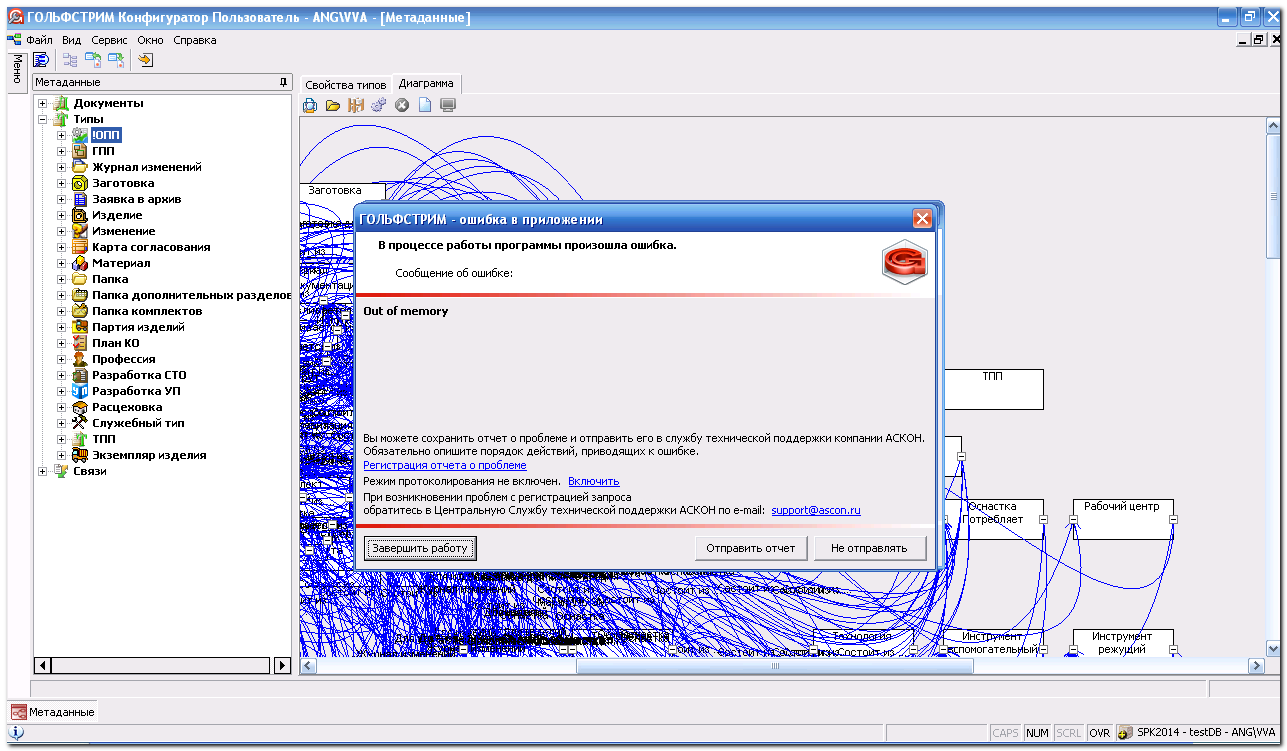 ГОЛЬФСТРИМ Конфигуратор Пользователь - ANG\VVA - [Метаданные]
Файл Вид Сервис Окно Справка
Меню
Метаданные
Документы
Типы
!ОПП
ГПП
Журнал изменений
Заготовка
Заявка в архив
Изделие
Изменение
Карта согласования
Материал
Папка
Папка дополнительных разделов
Папка комплектов
Партия изделий
План КО
Профессия
Разработка СТО
Разработка УП
Расцеховка
Служебный тип
ТПП
Экземпляр изделия
Связи
Свойства типов Диаграмма
Заготовка
ГОЛЬФСТРИМ - ошибка в приложении
В процессе работы программы произошла ошибка.
Сообщение об ошибке:
Out of memory
Вы можете сохранить отчет о проблеме и отправить его в службу технической поддержки компании АСКОН.
Обязательно опишите порядок действий, приводящих к ошибке.
Регистрация отчета о проблеме
Режим протоколирования не включен. Включить
При возникновении проблем с регистрацией запроса
обратитесь в Центральную Службу технической поддержки АСКОН по e-mail: support@ascon.ru
Завершить работу Отправить отчет Не отправлять
ТПП
Оснастка
Потребляет
Рабочий центр
Технология
Состоит из ...
Инструмент
вспомогательный
Инструмент
режущий
Метаданные
CAPS NUM SCRL OVR SPK2014 - testDB - ANG\VVA